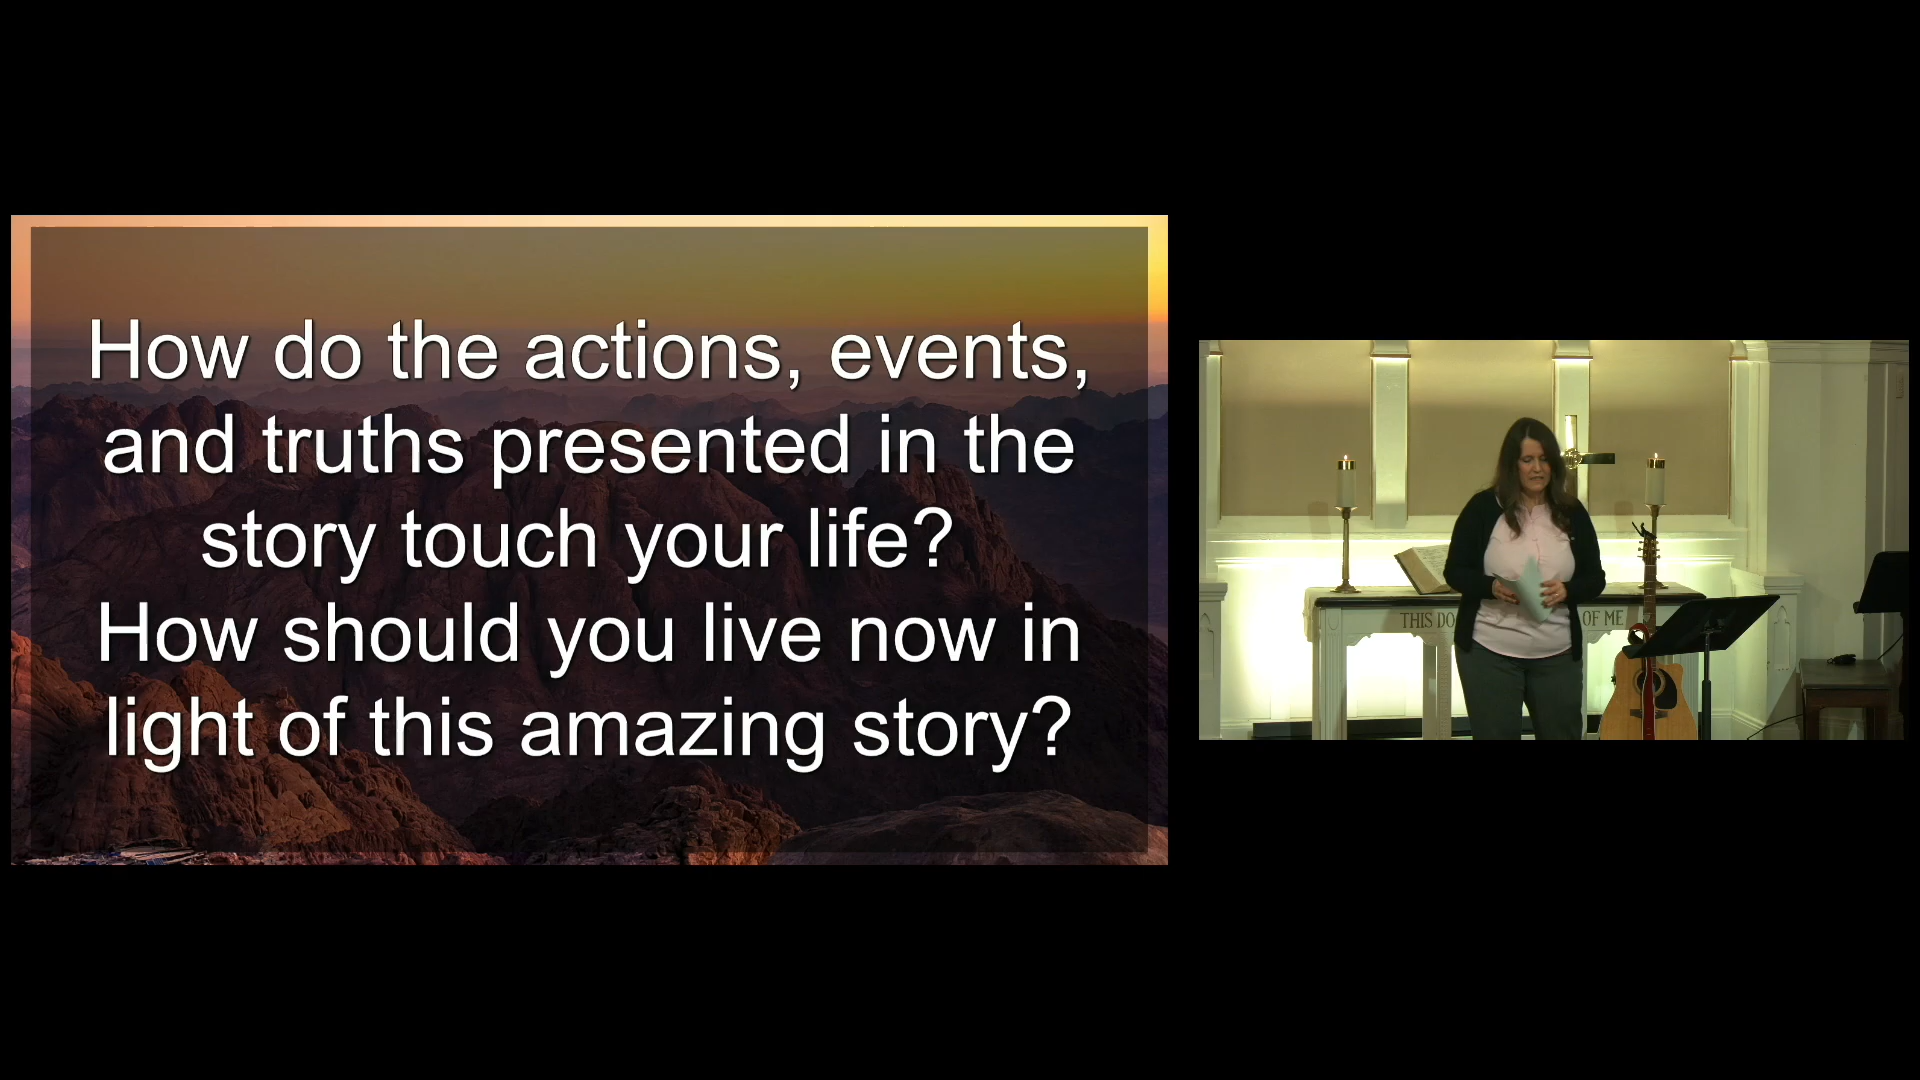 How do the actions, events,
and truths presented in the
story touch your life?
How should you live now in
light of this amazing story?
THIS DO OF ME